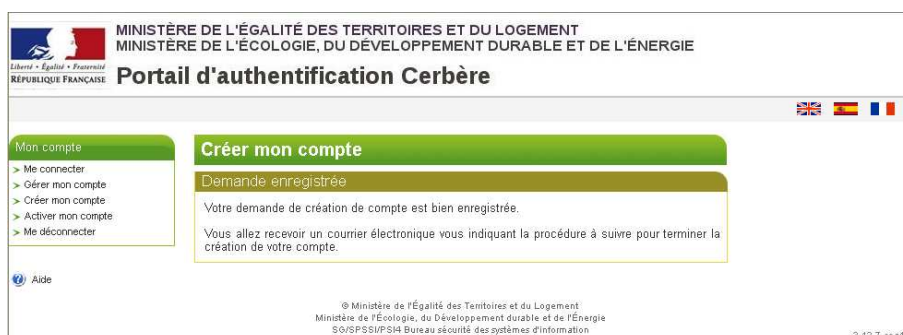 MINISTÈRE DE L'ÉGALITÉ DES TERRITOIRES ET DU LOGEMENT
MINISTÈRE DE L'ÉCOLOGIE, DU DÉVELOPPEMENT DURABLE ET DE L'ÉNERGIE
Liberté • Égalité • Fraternité
RÉPUBLIQUE FRANÇAISE
Portail d'authentification Cerbère
Mon compte
> Me connecter
> Gérer mon compte
> Créer mon compte
> Activer mon compte
> Me déconnecter
Aide
Créer mon compte
Demande enregistrée
Votre demande de création de compte est bien enregistrée.
Vous allez recevoir un courrier électronique vous indiquant la procédure à suivre pour terminer la
création de votre compte.
© Ministère de l'Égalité des Territoires et du Logement
Ministère de l'Écologie, du Développement durable et de l'Énergie
SG/SPSSI/PSI4 Bureau sécurité des systèmes d'information